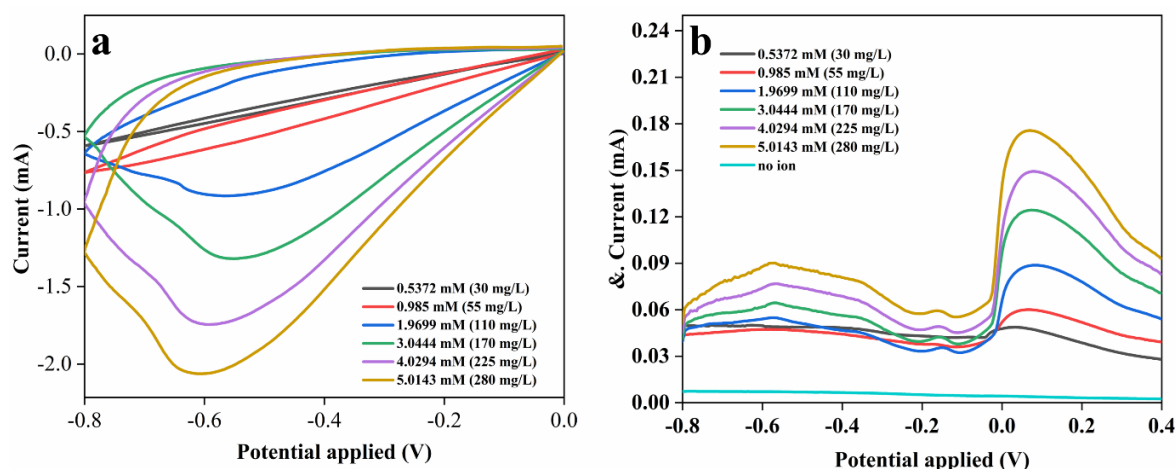 a
0.0
-0.5
-1.0
-1.5
-2.0
Current (mA)
0.5372 mM (30 mg/L)
0.985 mM (55 mg/L)
1.9699 mM (110 mg/L)
3.0444 mM (170 mg/L)
4.0294 mM (225 mg/L)
5.0143 mM (280 mg/L)
-0.8 -0.6 -0.4 -0.2 0.0
Potential applied (V)
b
0.24
0.21
0.18
0.15
0.12
0.09
0.06
0.03
0.00
&. Current (mA)
0.5372 mM (30 mg/L)
0.985 mM (55 mg/L)
1.9699 mM (110 mg/L)
3.0444 mM (170 mg/L)
4.0294 mM (225 mg/L)
5.0143 mM (280 mg/L)
no ion
-0.8 -0.6 -0.4 -0.2 0.0 0.2 0.4
Potential applied (V)